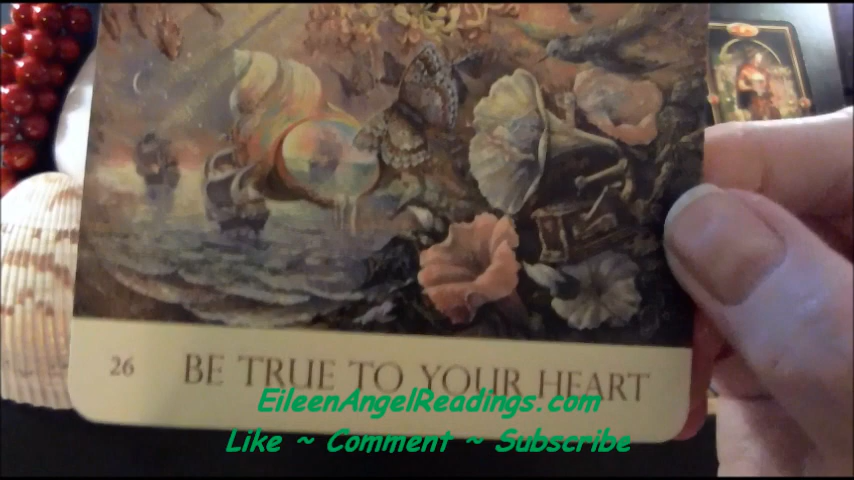 26 BE TRUE TO YOUR HEART
EileenAngelReadings.com
Like ~ Comment ~ Subscribe